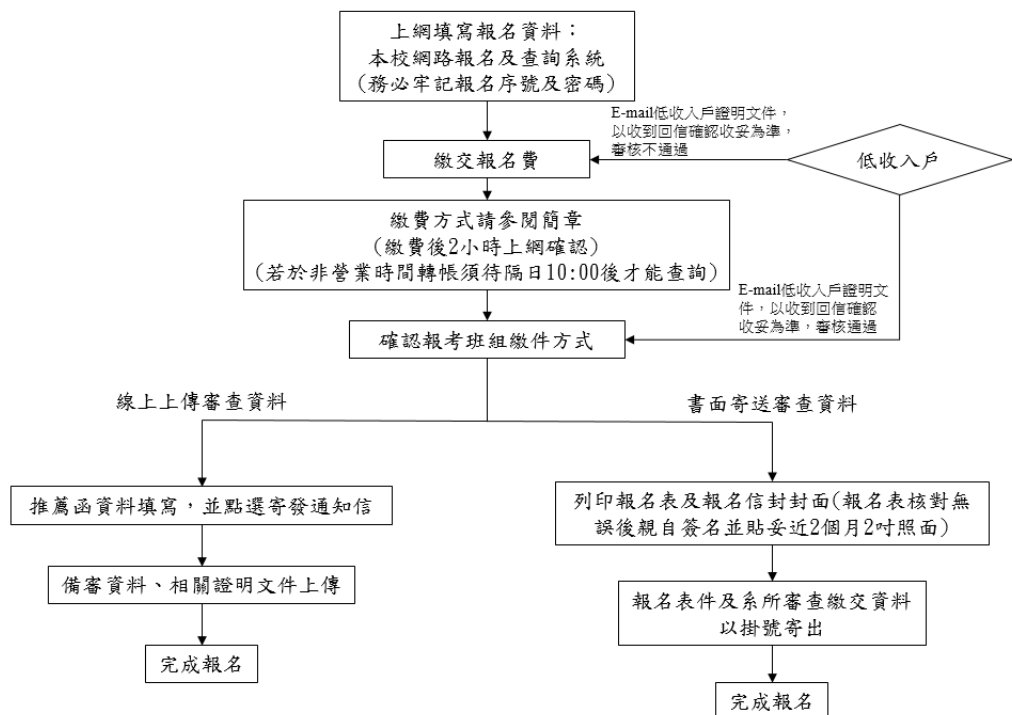 上網填寫報名資料：
本校網路報名及查詢系統
(務必牢記報名序號及密碼)
E-mail低收入戶證明文件，
以收到回信確認收妥為準，
審核不通過
繳交報名費
低收入戶
繳費方式請參閱簡章
(繳費後2小時上網確認)
(若於非營業時間轉帳須待隔日10:00後才能查詢)
E-mail低收入戶證明文
件，以收到回信確認
收妥為準，審核通過
確認報考班組繳件方式
線上上傳審查資料
書面寄送審查資料
推薦函資料填寫，並點選寄發通知信
列印報名表及報名信封封面(報名表核對無
誤後親自簽名並貼妥近2個月2吋照面)
備審資料、相關證明文件上傳
報名表件及系所審查繳交資料
以掛號寄出
完成報名
完成報名